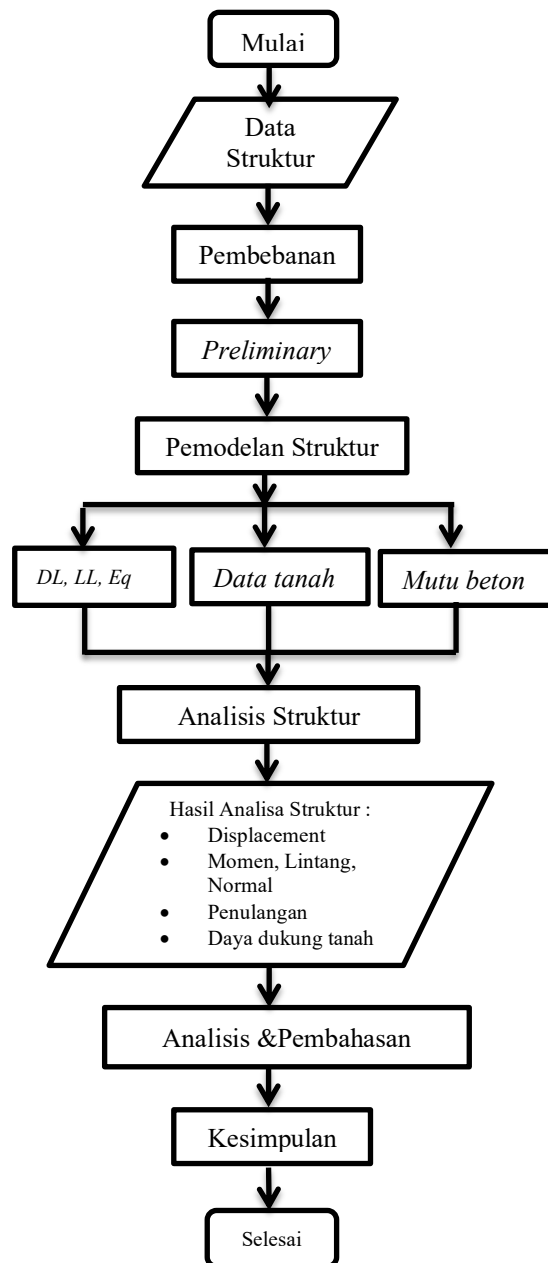 Mulai
Data
Struktur
Pembebanan
Preliminary
Pemodelan Struktur
DL, LL, Eq
Data tanah
Mutu beton
Analisis Struktur
Hasil Analisa Struktur :
• Displacement
• Momen, Lintang,
Normal
• Penulangan
• Daya dukung tanah
Analisis &Pembahasan
Kesimpulan
Selesai